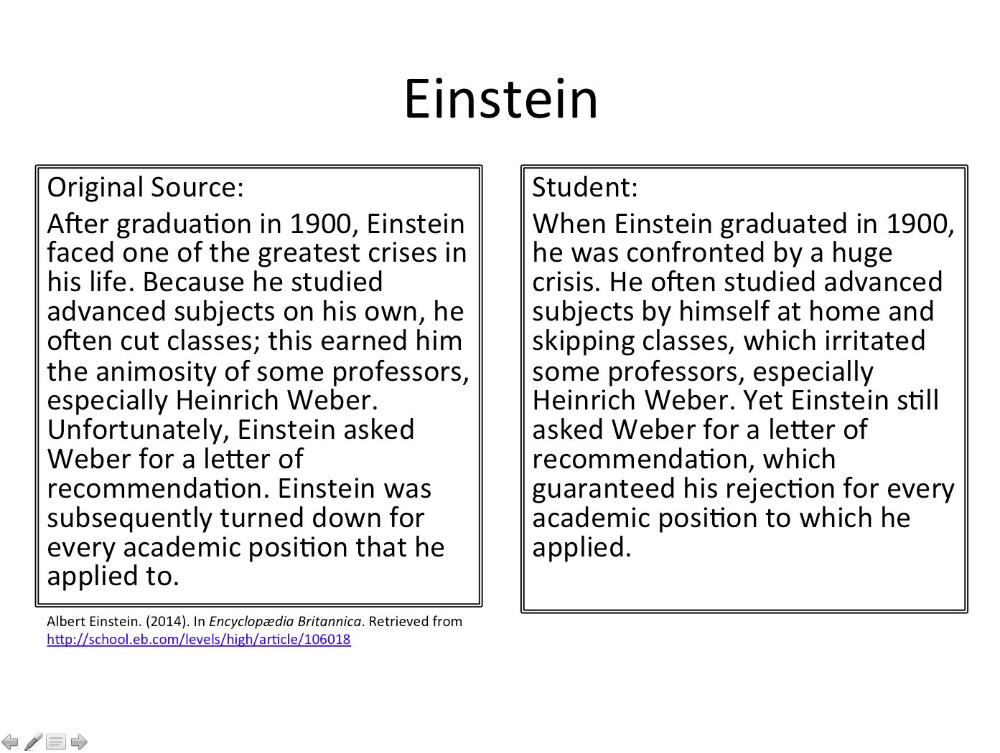 Einstein
Original Source:
After graduation in 1900, Einstein
faced one of the greatest crises in
his life. Because he studied
advanced subjects on his own, he
often cut classes; this earned him
the animosity of some professors,
especially Heinrich Weber.
Unfortunately, Einstein asked
Weber for a letter of
recommendation. Einstein was
subsequently turned down for
every academic position that he
applied to.
Albert Einstein. (2014). In Encyclopædia Britannica. Retrieved from
http://school.eb.com/levels/high/article/106018
Student:
When Einstein graduated in 1900,
he was confronted by a huge
crisis. He often studied advanced
subjects by himself at home and
skipping classes, which irritated
some professors, especially
Heinrich Weber. Yet Einstein still
asked Weber for a letter of
recommendation, which
guaranteed his rejection for every
academic position to which he
applied.